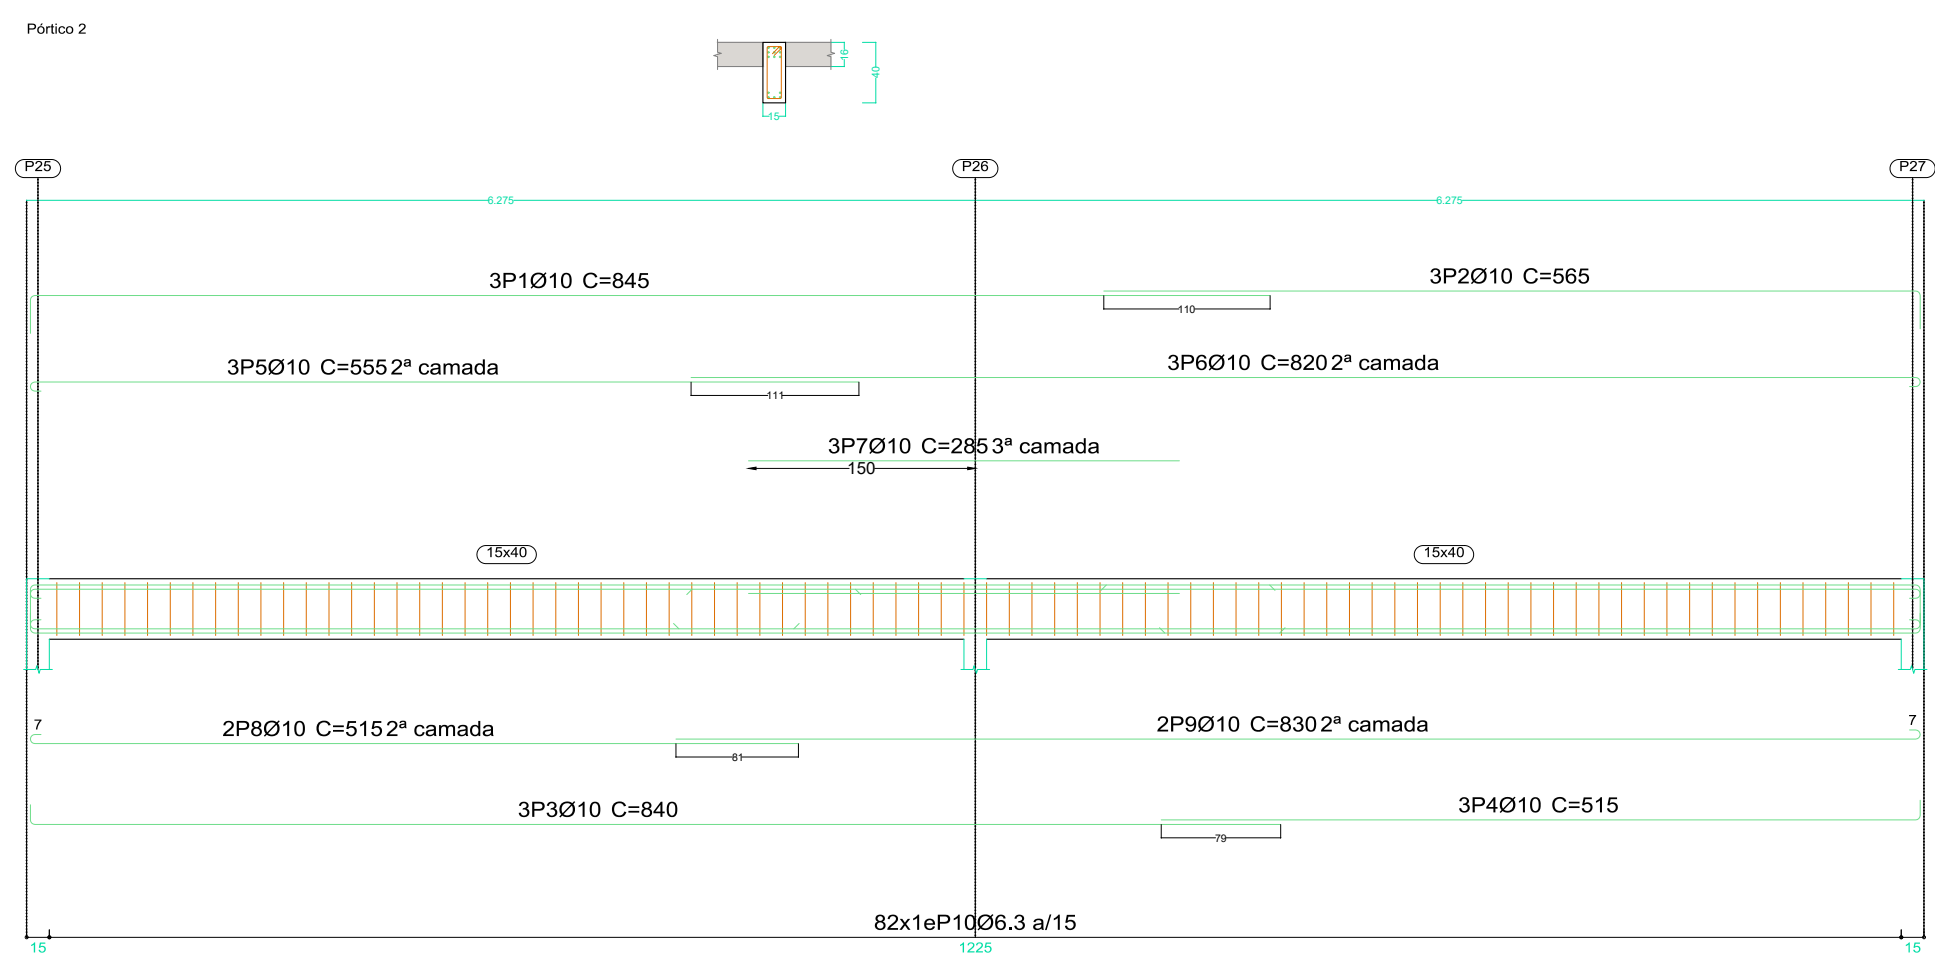 Pórtico 2
16
40
15
P25
P26
P27
6.275
6.275
3P1Ø10 C=845
3P2Ø10 C=565
110
3P5Ø10 C=555 2ª camada
3P6Ø10 C=820 2ª camada
111
3P7Ø10 C=285 3ª camada
150
15x40
15x40
7
2P8Ø10 C=515 2ª camada
2P9Ø10 C=830 2ª camada
7
81
3P3Ø10 C=840
3P4Ø10 C=515
79
82x1eP10Ø6.3 a/15
15
1225
15